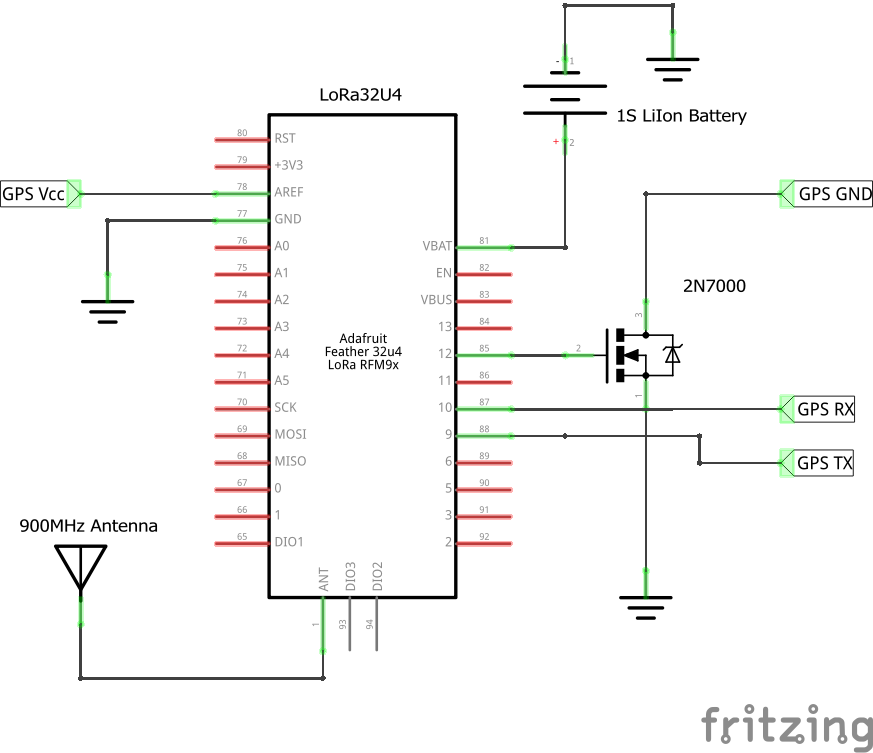 -
1
1S LiIon Battery
+
2
LoRa32U4
80
RST
79
+3V3
GPS Vcc
78
AREF
77
GND
76
A0
75
A1
74
A2
73
A3
72
A4
71
A5
70
SCK
69
MOSI
68
MISO
67
0
66
1
65
DIO1
Adafruit
Feather 32u4
LoRa RFM9x
VBAT
81
EN
82
VBUS
83
13
84
12
85
11
86
10
87
9
88
6
89
5
90
3
91
2
92
GPS GND
2N7000
3
2
1
GPS RX
GPS TX
900MHz Antenna
ANT
DIO3
DIO2
1
93
94
fritzing